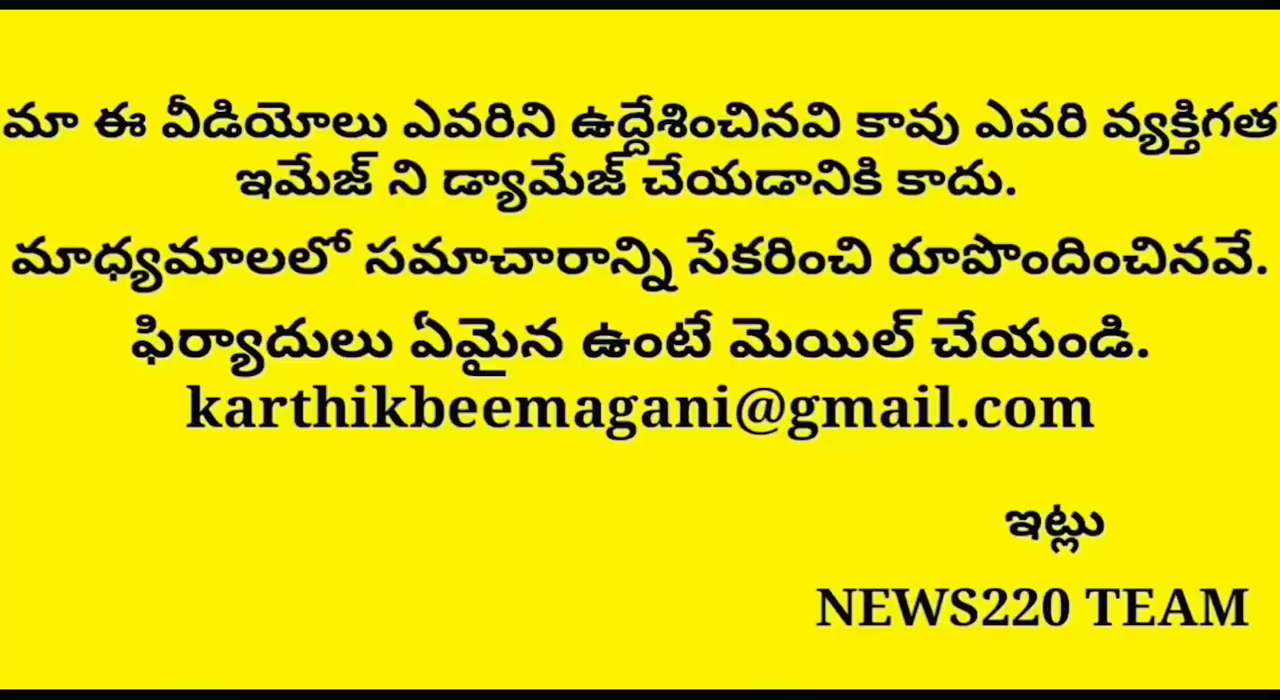 మా ఈ వీడియోలు ఎవరిని ఉద్దేశించినవి కావు ఎవరి వ్యక్తిగత
ఇమేజ్ ని డ్యామేజ్ చేయడానికి కాదు.
మాధ్యమాలలో సమాచారాన్ని సేకరించి రూపొందించినవే.
ఫిర్యాదులు ఏమైన ఉంటే మెయిల్ చేయండి.
karthikbeemagani@gmail.com
ఇట్లు
NEWS220 TEAM